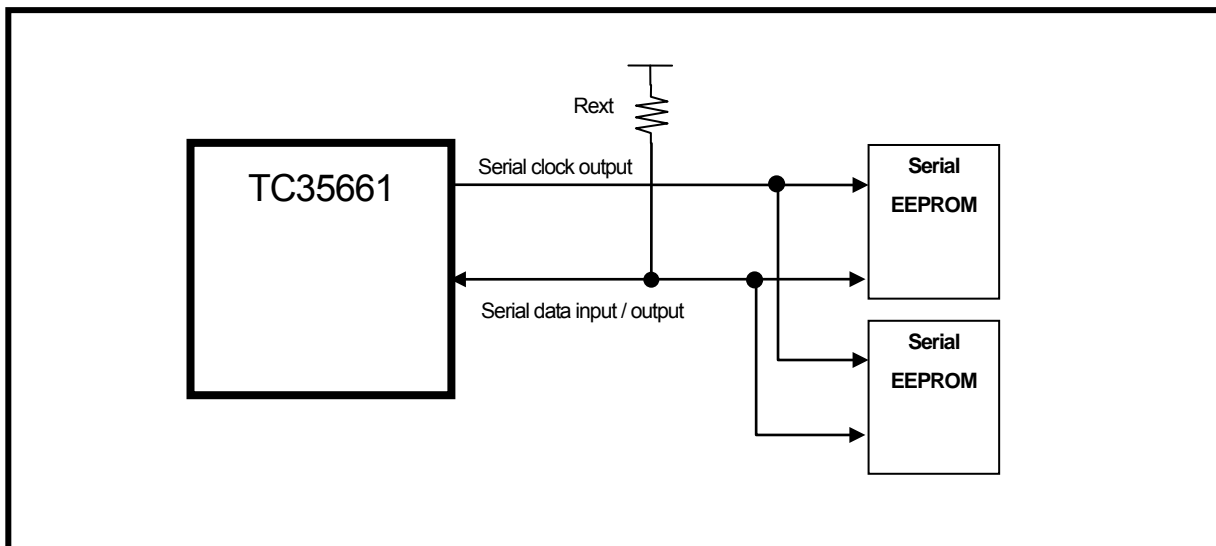 Rext
TC35661
Serial clock output
Serial
EEPROM
Serial data input / output
Serial
EEPROM